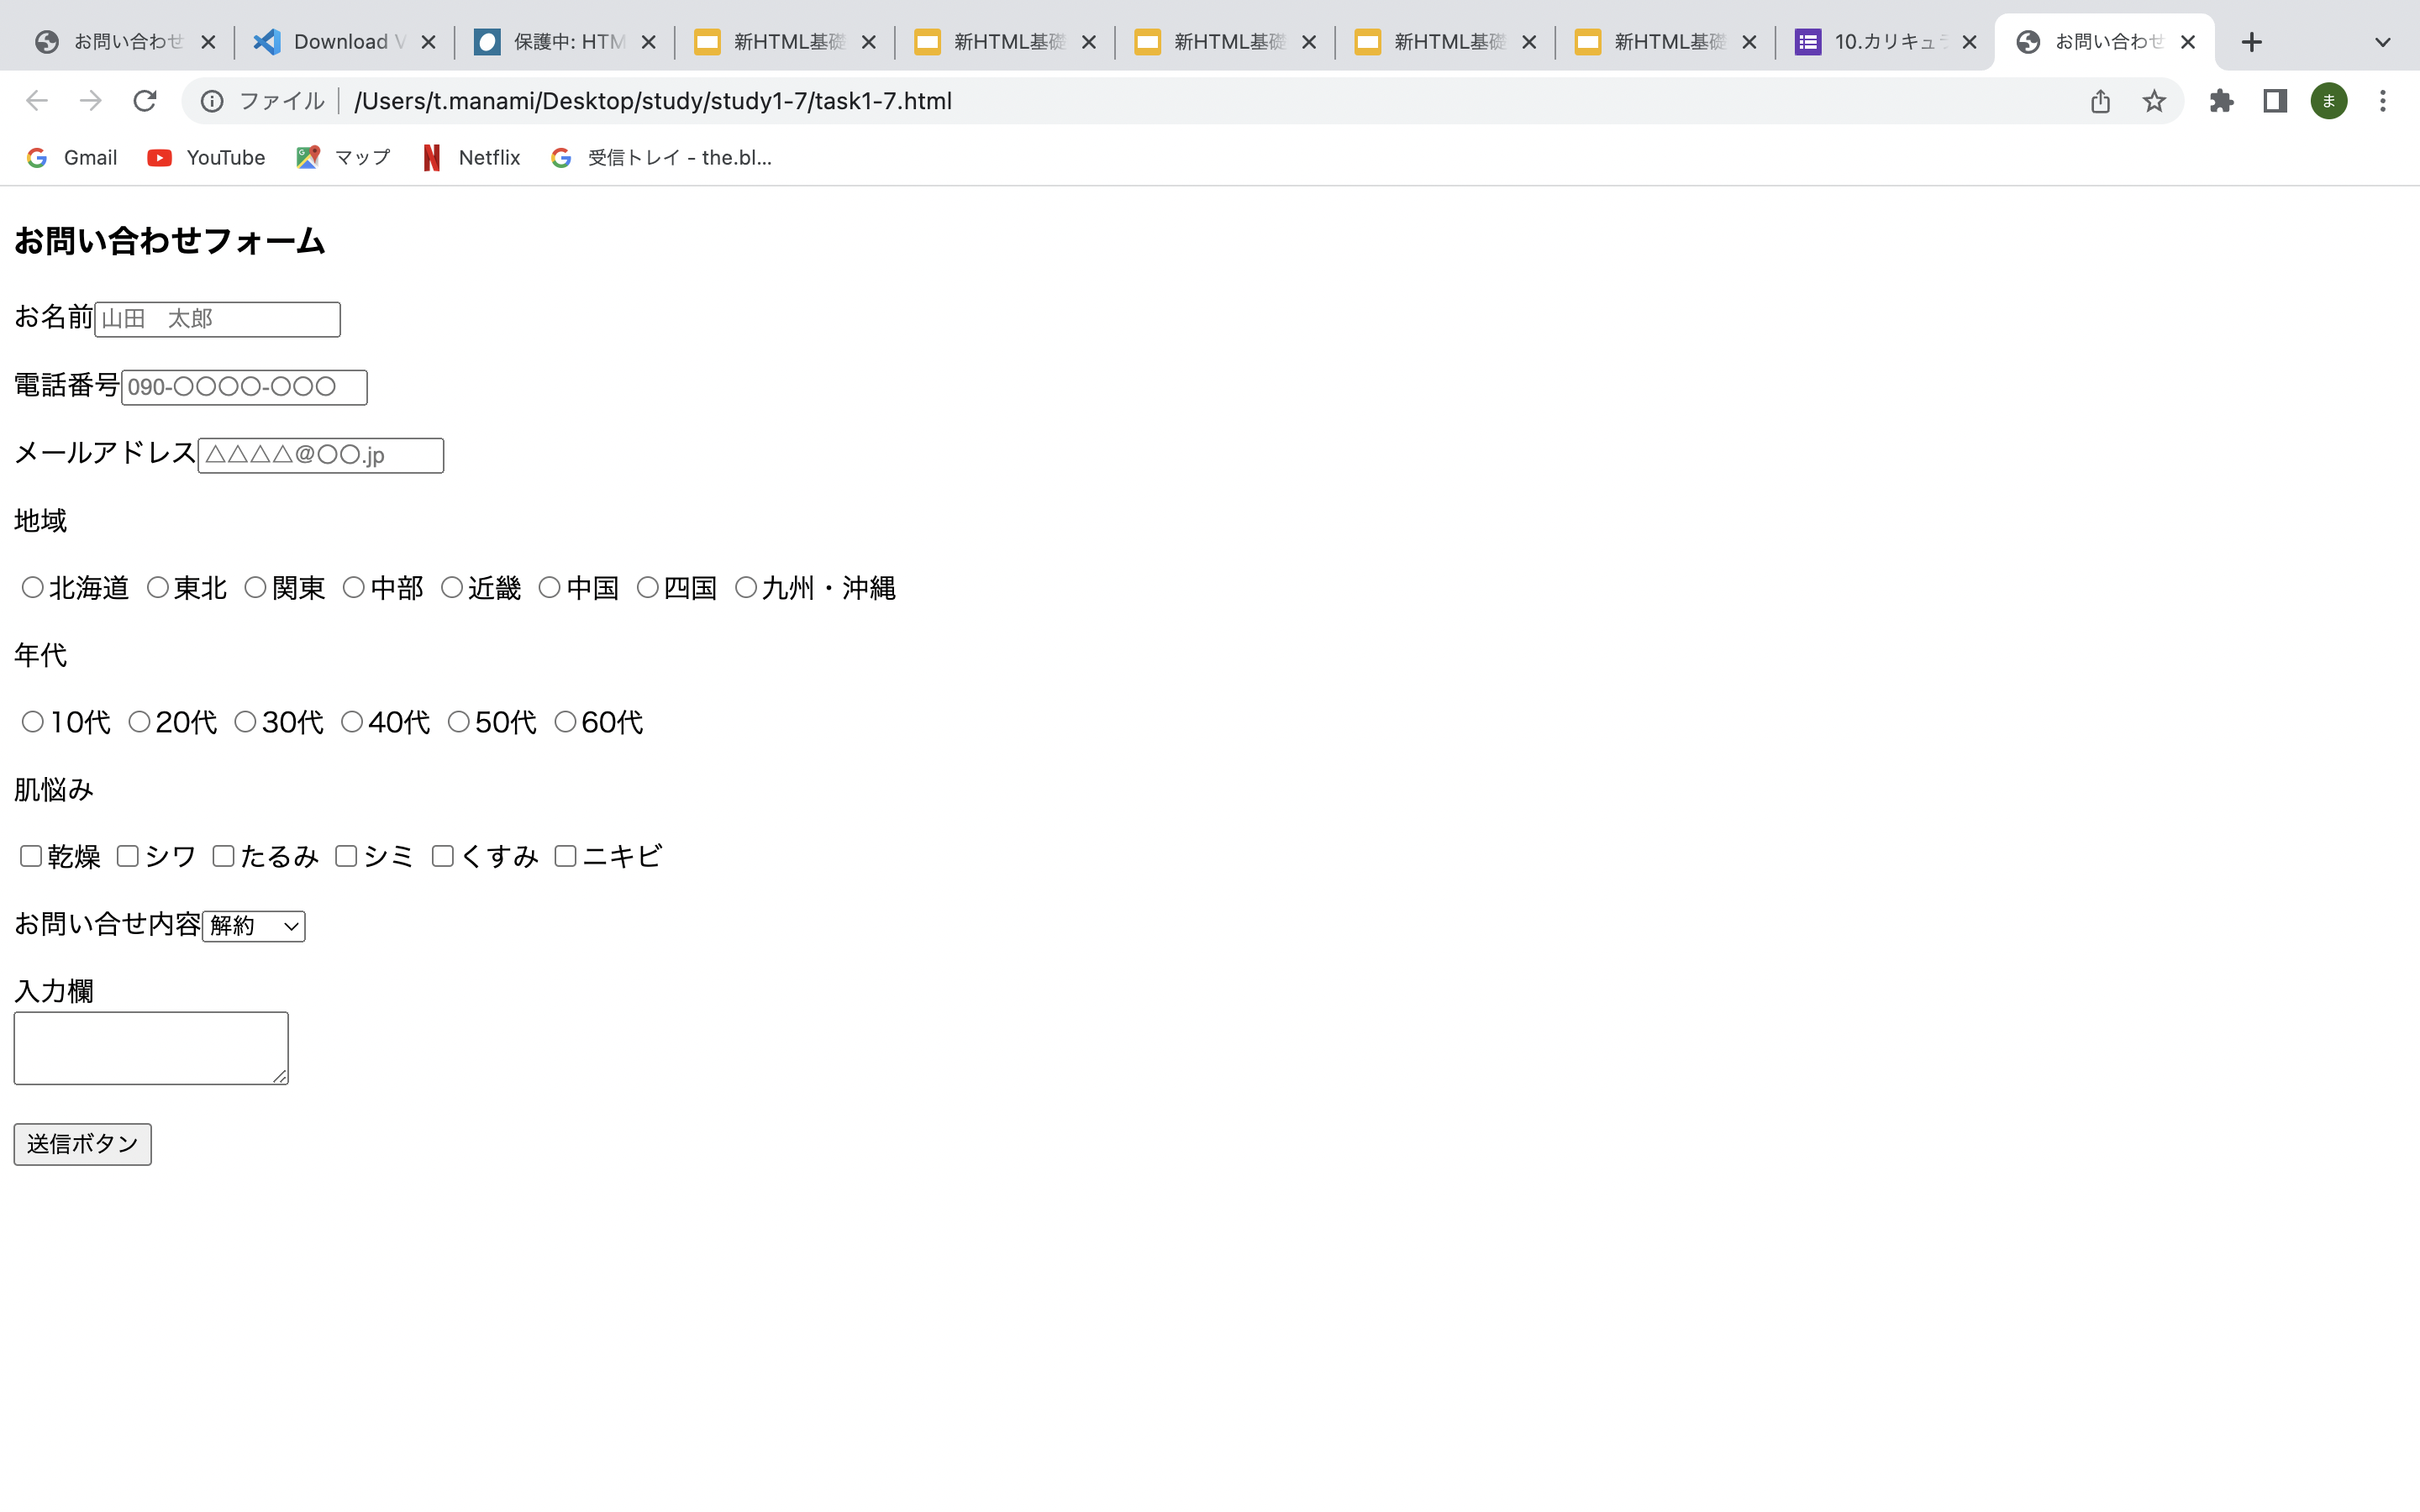 お問い合わせ Download V 保護中: HTM 新HTML基礎 新HTML基礎 新HTML基礎 新HTML基礎 新HTML基礎 10.カリキュラ お問い合わせ
ファイル /Users/t.manami/Desktop/study/study1-7/task1-7.html ま
Gmail YouTube マップ Netflix 受信トレイ - the.bl...
お問い合わせフォーム
お名前 山田　太郎
電話番号 090-〇〇〇〇-〇〇〇
メールアドレス △△△△@〇〇.jp
地域
北海道 東北 関東 中部 近畿 中国 四国 九州・沖縄
年代
10代 20代 30代 40代 50代 60代
肌悩み
乾燥 シワ たるみ シミ くすみ ニキビ
お問い合せ内容 解約
入力欄
送信ボタン